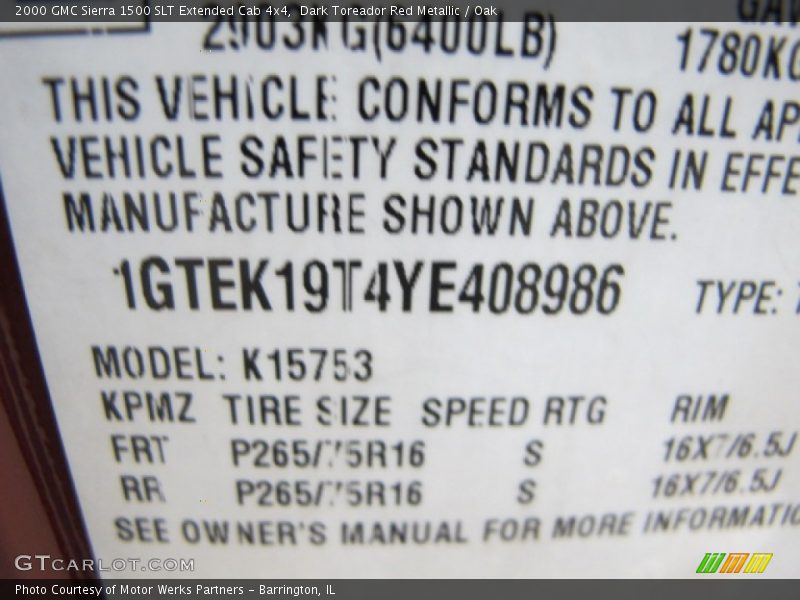 2000 GMC Sierra 1500 SLT Extended Cab 4x4,  Dark Toreador Red Metallic / Oak
2903KG(6400LB)
1780KG
THIS VEHICLE CONFORMS TO ALL AP
VEHICLE SAFETY STANDARDS IN EFFE
MANUFACTURE SHOWN ABOVE.
1GTEK19T4YE408986 TYPE:
MODEL: K15753
KPMZ TIRE SIZE SPEED RTG RIM
FRT P265/75R16 S 16X7/6.5J
RR P265/75R16 S 16X7/6.5J
SEE OWNER'S MANUAL FOR MORE INFORMATIO
GTCARLOT.COM
Photo Courtesy of Motor Werks Partners – Barrington, IL